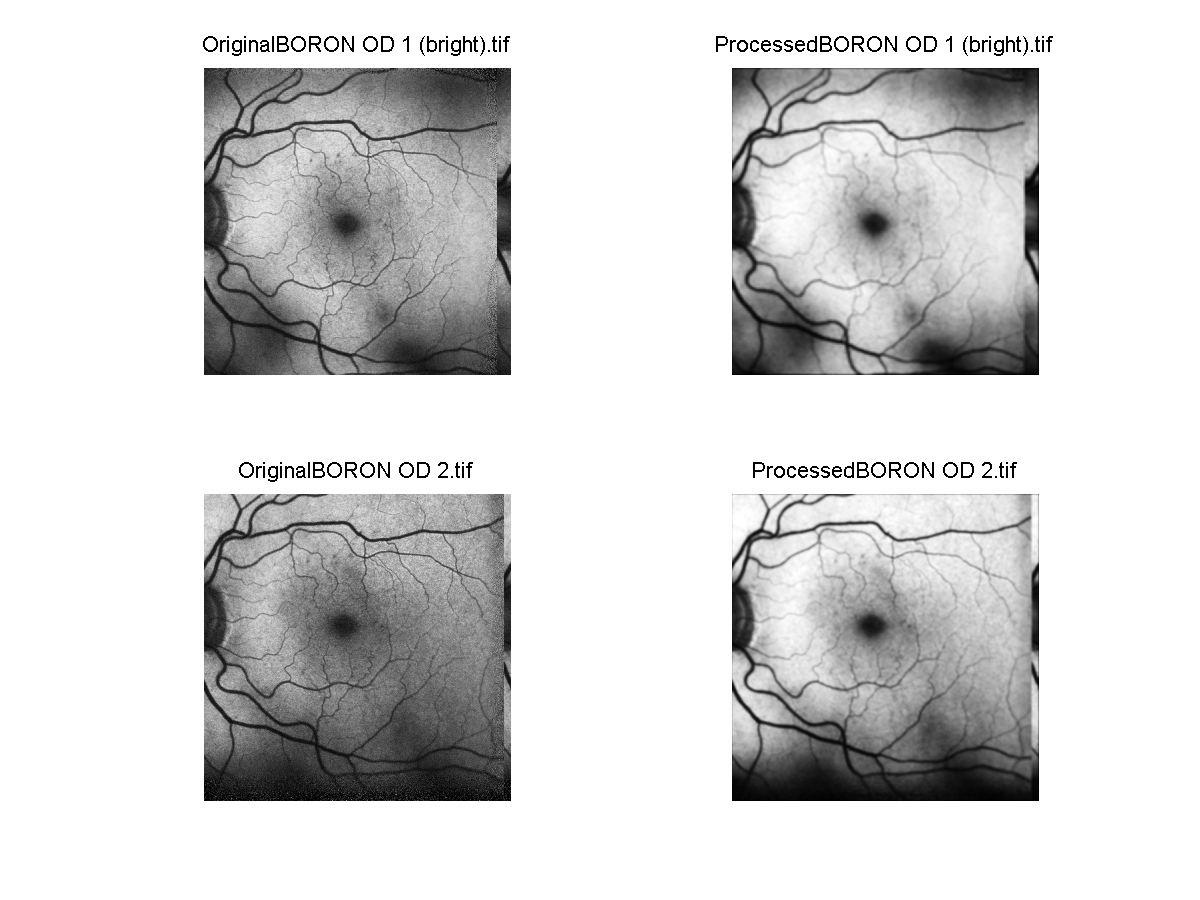 OriginalBORON OD 1 (bright).tif
ProcessedBORON OD 1 (bright).tif
OriginalBORON OD 2.tif
ProcessedBORON OD 2.tif